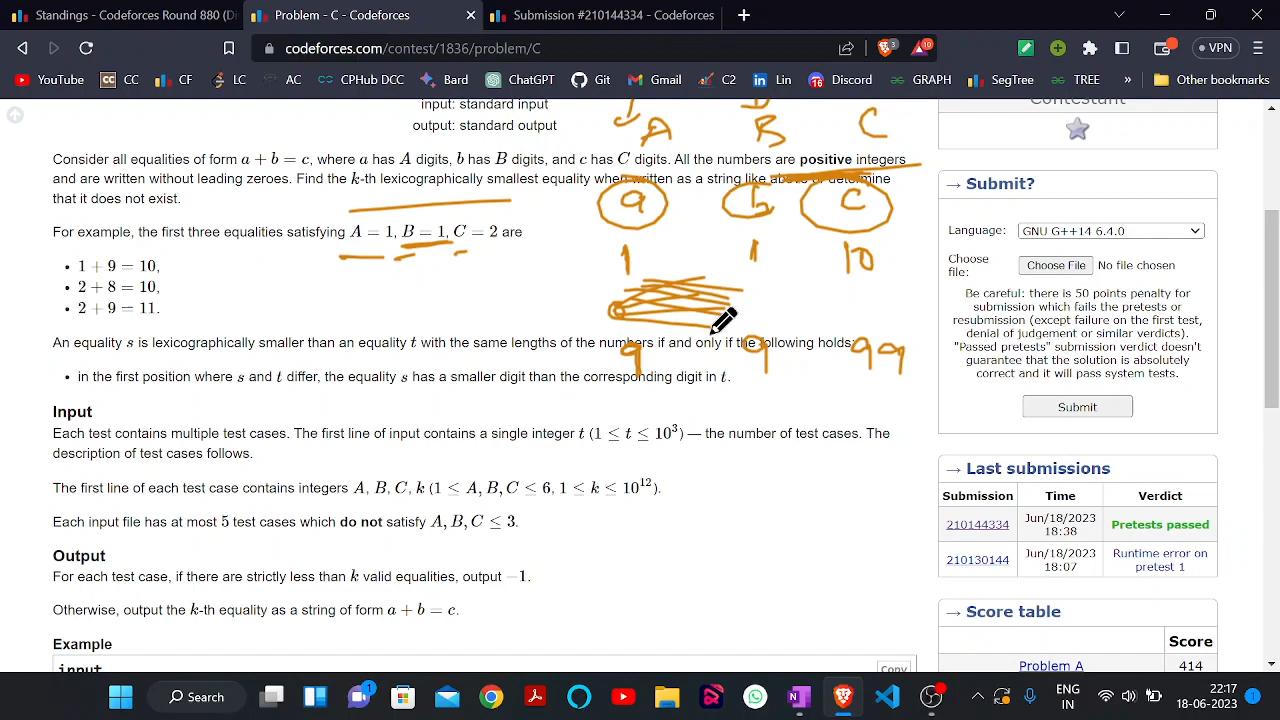 Standings - Codeforces Round 880 (Di
Problem - C - Codeforces
Submission #210144334 - Codeforces
codeforces.com/contest/1836/problem/C
3
10
VPN
YouTube
CC
CF
LC
AC
CPHub DCC
Bard
ChatGPT
Git
Gmail
C2
Lin
16
Discord
GRAPH
SegTree
TREE
»
Other bookmarks
input: standard input
output: standard output
A B C
Consider all equalities of form a + b = c, where a has A digits, b has B digits, and c has C digits. All the numbers are positive integers
and are written without leading zeroes. Find the k-th lexicographically smallest equality when written as a string like above or determine
that it does not exist.
a b c
For example, the first three equalities satisfying A = 1, B = 1, C = 2 are
1 1 10
• 1 + 9 = 10,
• 2 + 8 = 10,
• 2 + 9 = 11.
An equality s is lexicographically smaller than an equality t with the same lengths of the numbers if and only if the following holds:
9 9 99
• in the first position where s and t differ, the equality s has a smaller digit than the corresponding digit in t.
Input
Each test contains multiple test cases. The first line of input contains a single integer t (1 ≤ t ≤ 10³) — the number of test cases. The
description of test cases follows.
The first line of each test case contains integers A, B, C, k (1 ≤ A, B, C ≤ 6, 1 ≤ k ≤ 10¹²).
Each input file has at most 5 test cases which do not satisfy A, B, C ≤ 3.
Output
For each test case, if there are strictly less than k valid equalities, output −1.
Otherwise, output the k-th equality as a string of form a + b = c.
Example
input
Copy
Contestant
→ Submit?
Language:
GNU G++14 6.4.0
Choose file:
Choose File
No file chosen
Be careful: there is 50 points penalty for
submission which fails the pretests or
resubmission (except failure on the first test,
denial of judgement or similar verdicts).
"Passed pretests" submission verdict doesn't
guarantee that the solution is absolutely
correct and it will pass system tests.
Submit
→ Last submissions
Submission Time Verdict
210144334 Jun/18/2023 18:38 Pretests passed
210130144 Jun/18/2023 18:07 Runtime error on pretest 1
→ Score table
Score
Problem A 414
Search
1
ENG
IN
22:17
18-06-2023
1